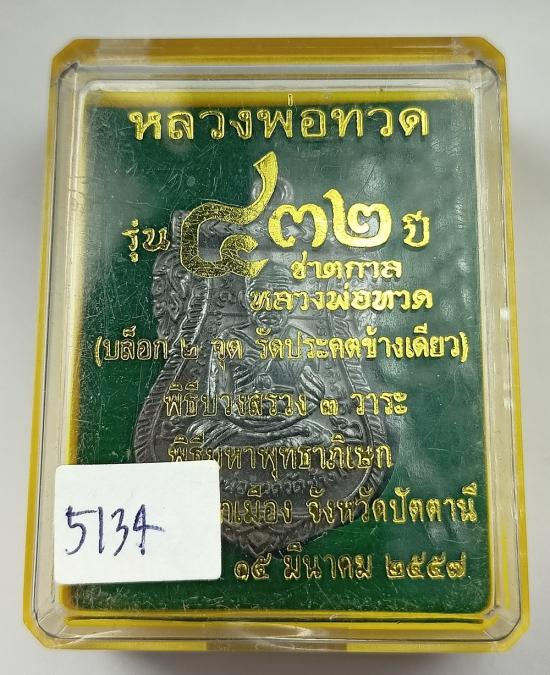 หลวงพ่อทวด
รุ่น ๔๓๒ ปี
ชาตกาล
หลวงพ่อทวด
(บล็อก ๒ จุด รัดประคตข้างเดียว)
พิธีบวงสรวง ๓ วาระ
พิธีมหาพุทธาภิเษก
จังหวัดปัตตานี
๑๕ มีนาคม ๒๕๕๗
5134